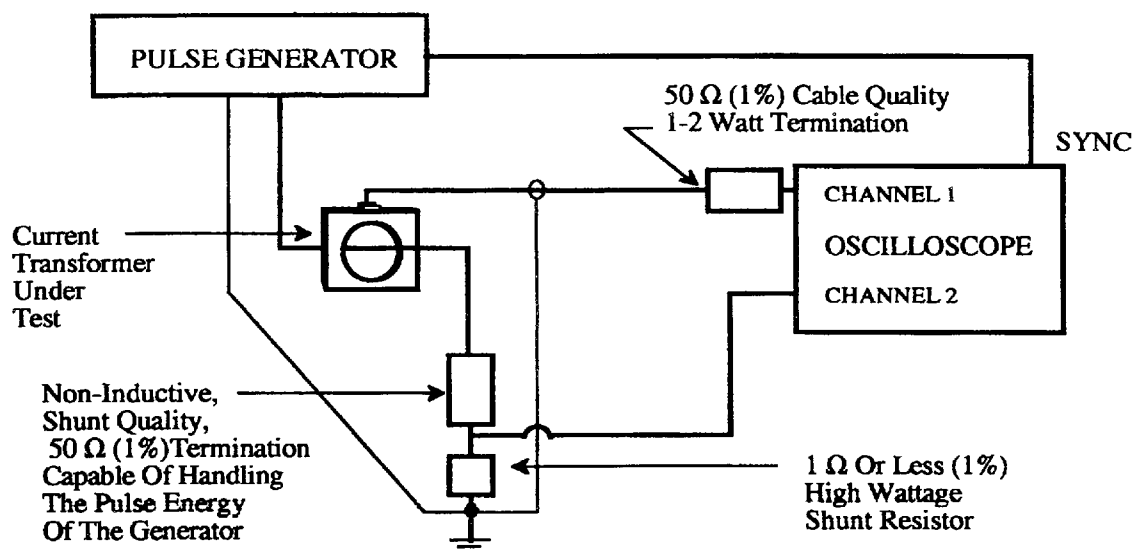 PULSE GENERATOR
50 Ω (1%) Cable Quality
1-2 Watt Termination
SYNC
CHANNEL 1
OSCILLOSCOPE
CHANNEL 2
Current
Transformer
Under
Test
Non-Inductive,
Shunt Quality,
50 Ω (1%)Termination
Capable Of Handling
The Pulse Energy
Of The Generator
1 Ω Or Less (1%)
High Wattage
Shunt Resistor